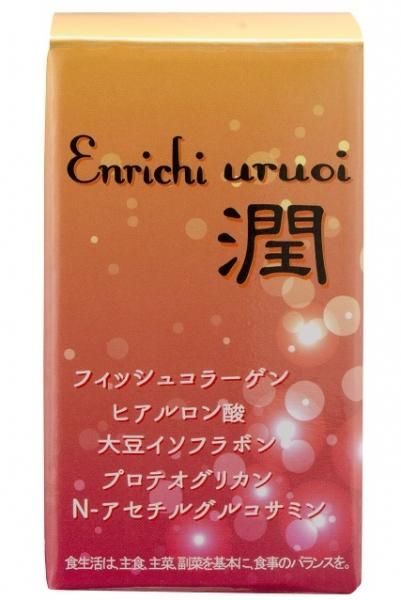 Enrichi uruoi
潤
フィッシュコラーゲン
ヒアルロン酸
大豆イソフラボン
プロテオグリカン
N-アセチルグルコサミン
食生活は、主食、主菜、副菜を基本に、食事のバランスを。